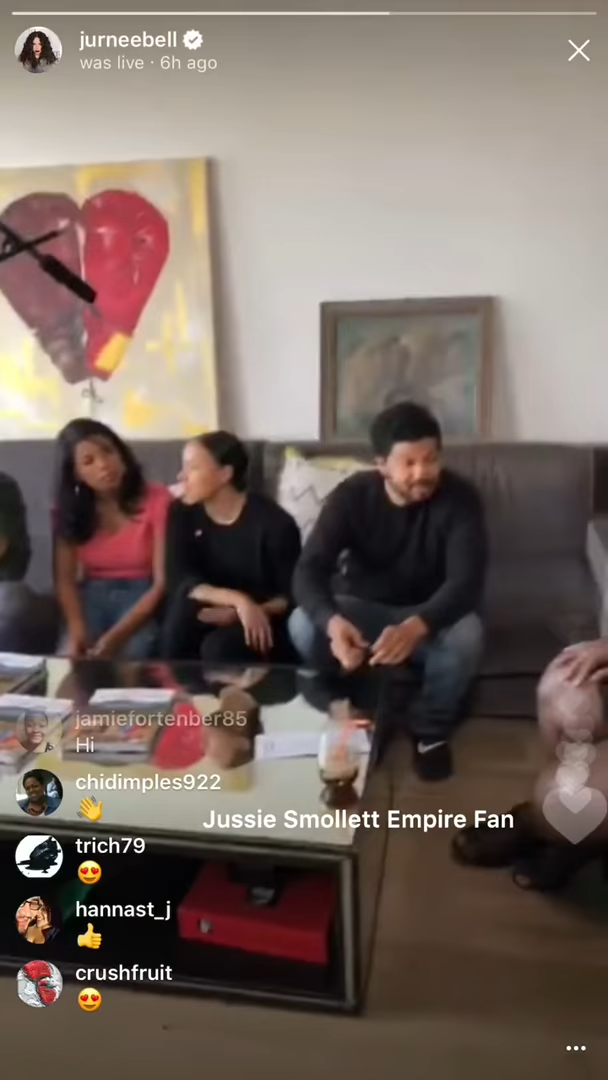 jurneebell
was live · 6h ago
jamiefortenber85
Hi
chidimples922
👋
Jussie Smollett Empire Fan
trich79
😍
hannast_j
👍
crushfruit
😍